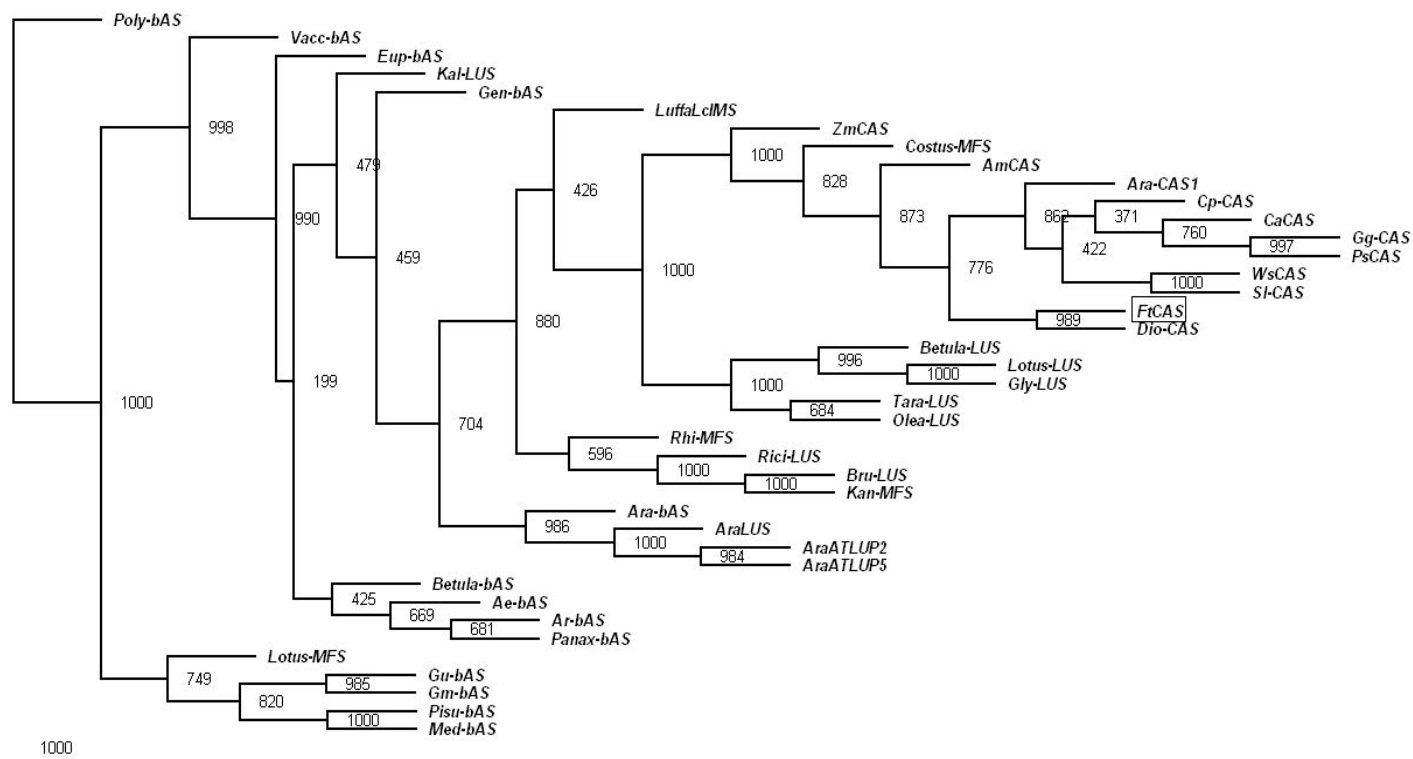 Poly-bAS
Vacc-bAS
Eup-bAS
Kal-LUS
Gen-bAS
LuffaLcIMS
ZmCAS
998
Costus-MFS
1000
AmCAS
479
426
828
Ara-CAS1
Cp-CAS
990
873
862
371
CaCAS
760
Gg-CAS
459
997
422
PsCAS
1000
776
WsCAS
1000
Sl-CAS
FtCAS
880
989
Dio-CAS
Betula-LUS
996
Lotus-LUS
1000
199
1000
Gly-LUS
Tara-LUS
1000
684
Olea-LUS
704
Rhi-MFS
596
Rici-LUS
1000
Bru-LUS
1000
Kan-MFS
Ara-bAS
986
AraLUS
1000
AraATLUP2
984
AraATLUP5
Betula-bAS
425
Ae-bAS
669
Ar-bAS
681
Panax-bAS
Lotus-MFS
749
Gu-bAS
985
Gm-bAS
820
Pisu-bAS
1000
Med-bAS
1000